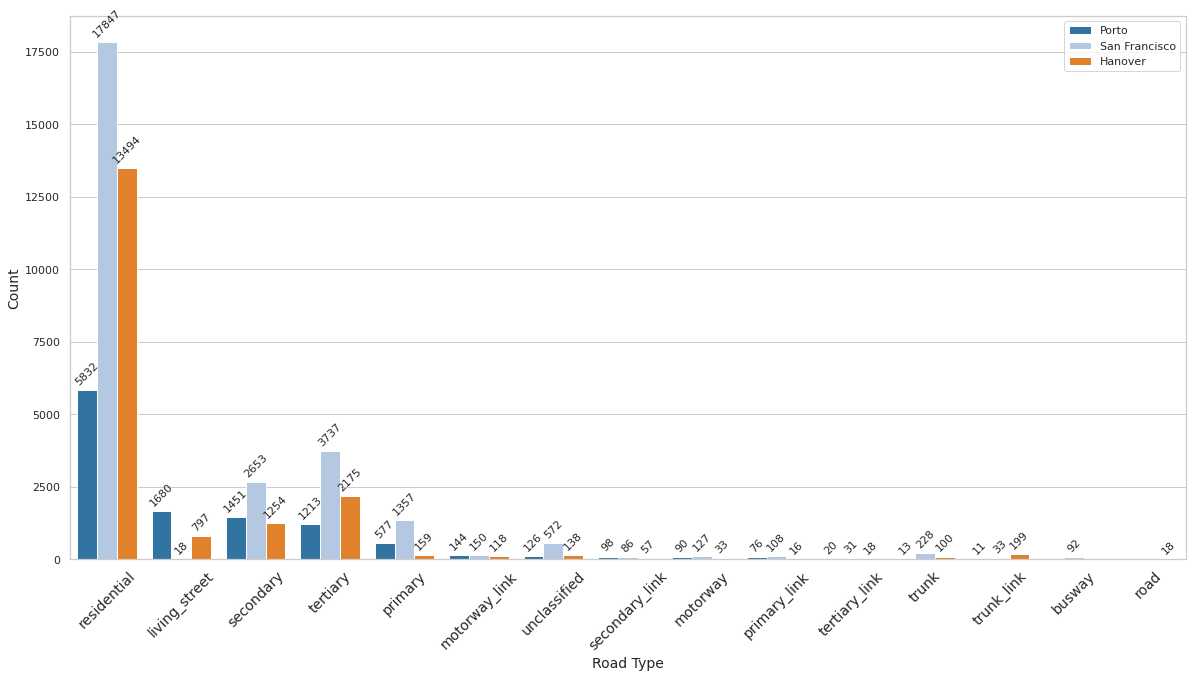 Porto
San Francisco
Hanover
Count
17500
15000
12500
10000
7500
5000
2500
0
5832
17847
13494
1680
18
797
1451
2653
1254
1213
3737
2175
577
1357
159
144
150
118
126
572
138
98
86
57
90
127
33
76
108
16
20
31
18
13
228
100
11
33
199
92
18
residential
living_street
secondary
tertiary
primary
motorway_link
unclassified
secondary_link
motorway
primary_link
tertiary_link
trunk
trunk_link
busway
road
Road Type